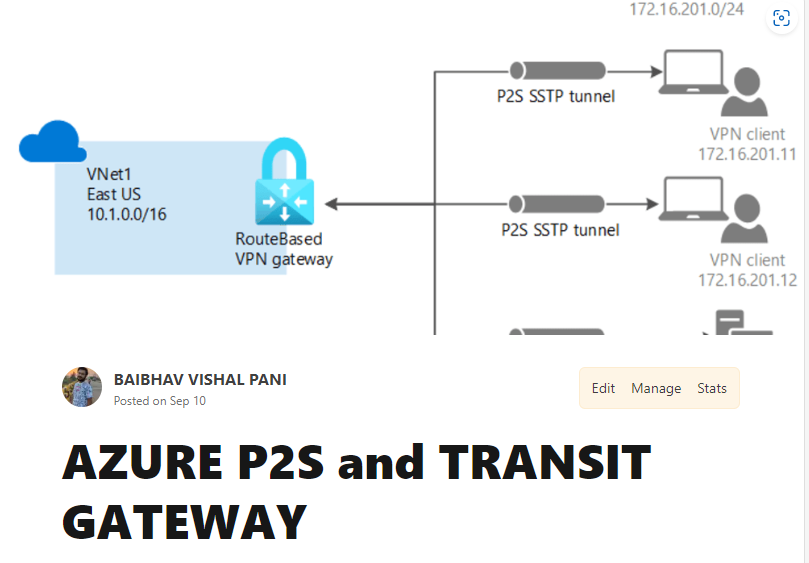 172.16.201.0/24
P2S SSTP tunnel
VPN client
172.16.201.11
VNet1
East US
10.1.0.0/16
P2S SSTP tunnel
RouteBased
VPN gateway
VPN client
172.16.201.12
BAIBHAV VISHAL PANI
Posted on Sep 10
Edit Manage Stats
AZURE P2S and TRANSIT
GATEWAY